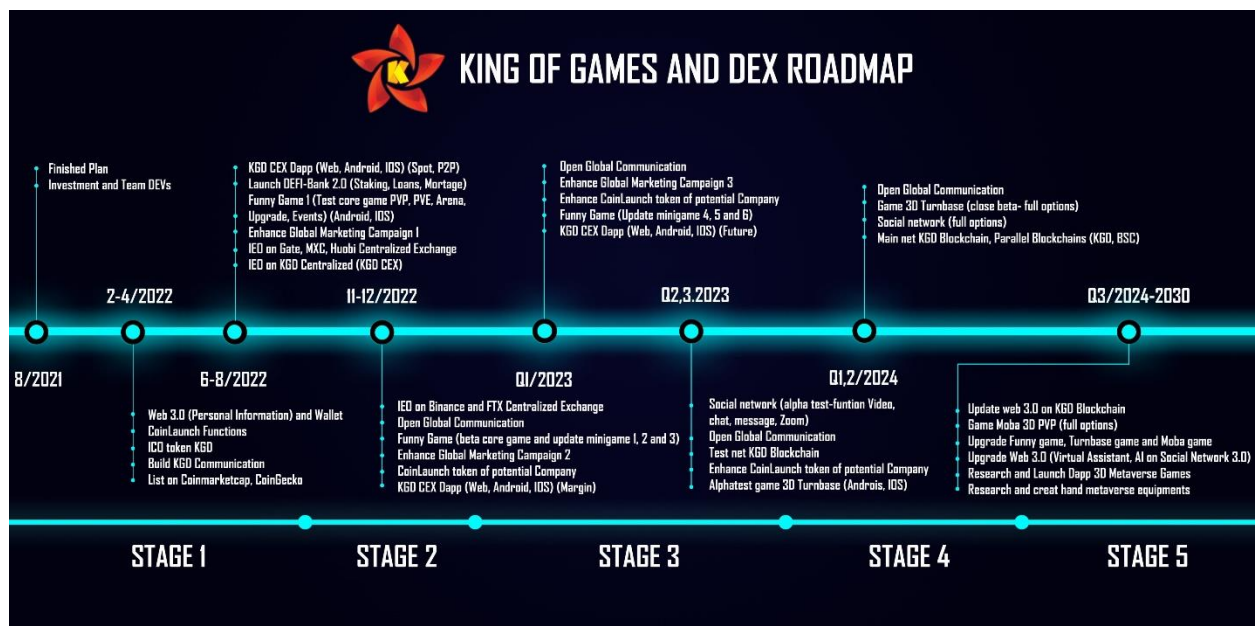 K
KING OF GAMES AND DEX ROADMAP
Finished Plan
Investment and Team DEVs
KGD CEX Dapp (Web, Android, IOS) (Spot, P2P)
Launch DEFI-Bank 2.0 (Staking, Loans, Mortage)
Funny Game 1 (Test core game PVP, PVE, Arena,
Upgrade, Events) (Android, IOS)
Enhance Global Marketing Campaign 1
IEO on Gate, MXC, Huobi Centralized Exchange
IEO on KGD Centralized (KGD CEX)
Open Global Communication
Enhance Global Marketing Campaign 3
Enhance CoinLaunch token of potential Company
Funny Game (Update minigame 4, 5 and 6)
KGD CEX Dapp (Web, Android, IOS) (Future)
Open Global Communication
Game 3D Turnbase (close beta- full options)
Social network (full options)
Main net KGD Blockchain, Parallel Blockchains (KGD, BSC)
2-4/2022
11-12/2022
Q2,3.2023
Q3/2024-2030
8/2021
6-8/2022
Q1/2023
Q1,2/2024
Web 3.0 (Personal Information) and Wallet
CoinLaunch Functions
ICO token KGD
Build KGD Communication
List on Coinmarketcap, CoinGecko
IEO on Binance and FTX Centralized Exchange
Open Global Communication
Funny Game (beta core game and update minigame 1, 2 and 3)
Enhance Global Marketing Campaign 2
CoinLaunch token of potential Company
KGD CEX Dapp (Web, Android, IOS) (Margin)
Social network (alpha test-funtion Video,
chat, message, Zoom)
Open Global Communication
Test net KGD Blockchain
Enhance CoinLaunch token of potential Company
Alphatest game 3D Turnbase (Androis, IOS)
Update web 3.0 on KGD Blockchain
Game Moba 3D PVP (full options)
Upgrade Funny game, Turnbase game and Moba game
Upgrade Web 3.0 (Virtual Assistant, AI on Social Network 3.0)
Research and Launch Dapp 3D Metaverse Games
Research and creat hand metaverse equipments
STAGE 1
STAGE 2
STAGE 3
STAGE 4
STAGE 5